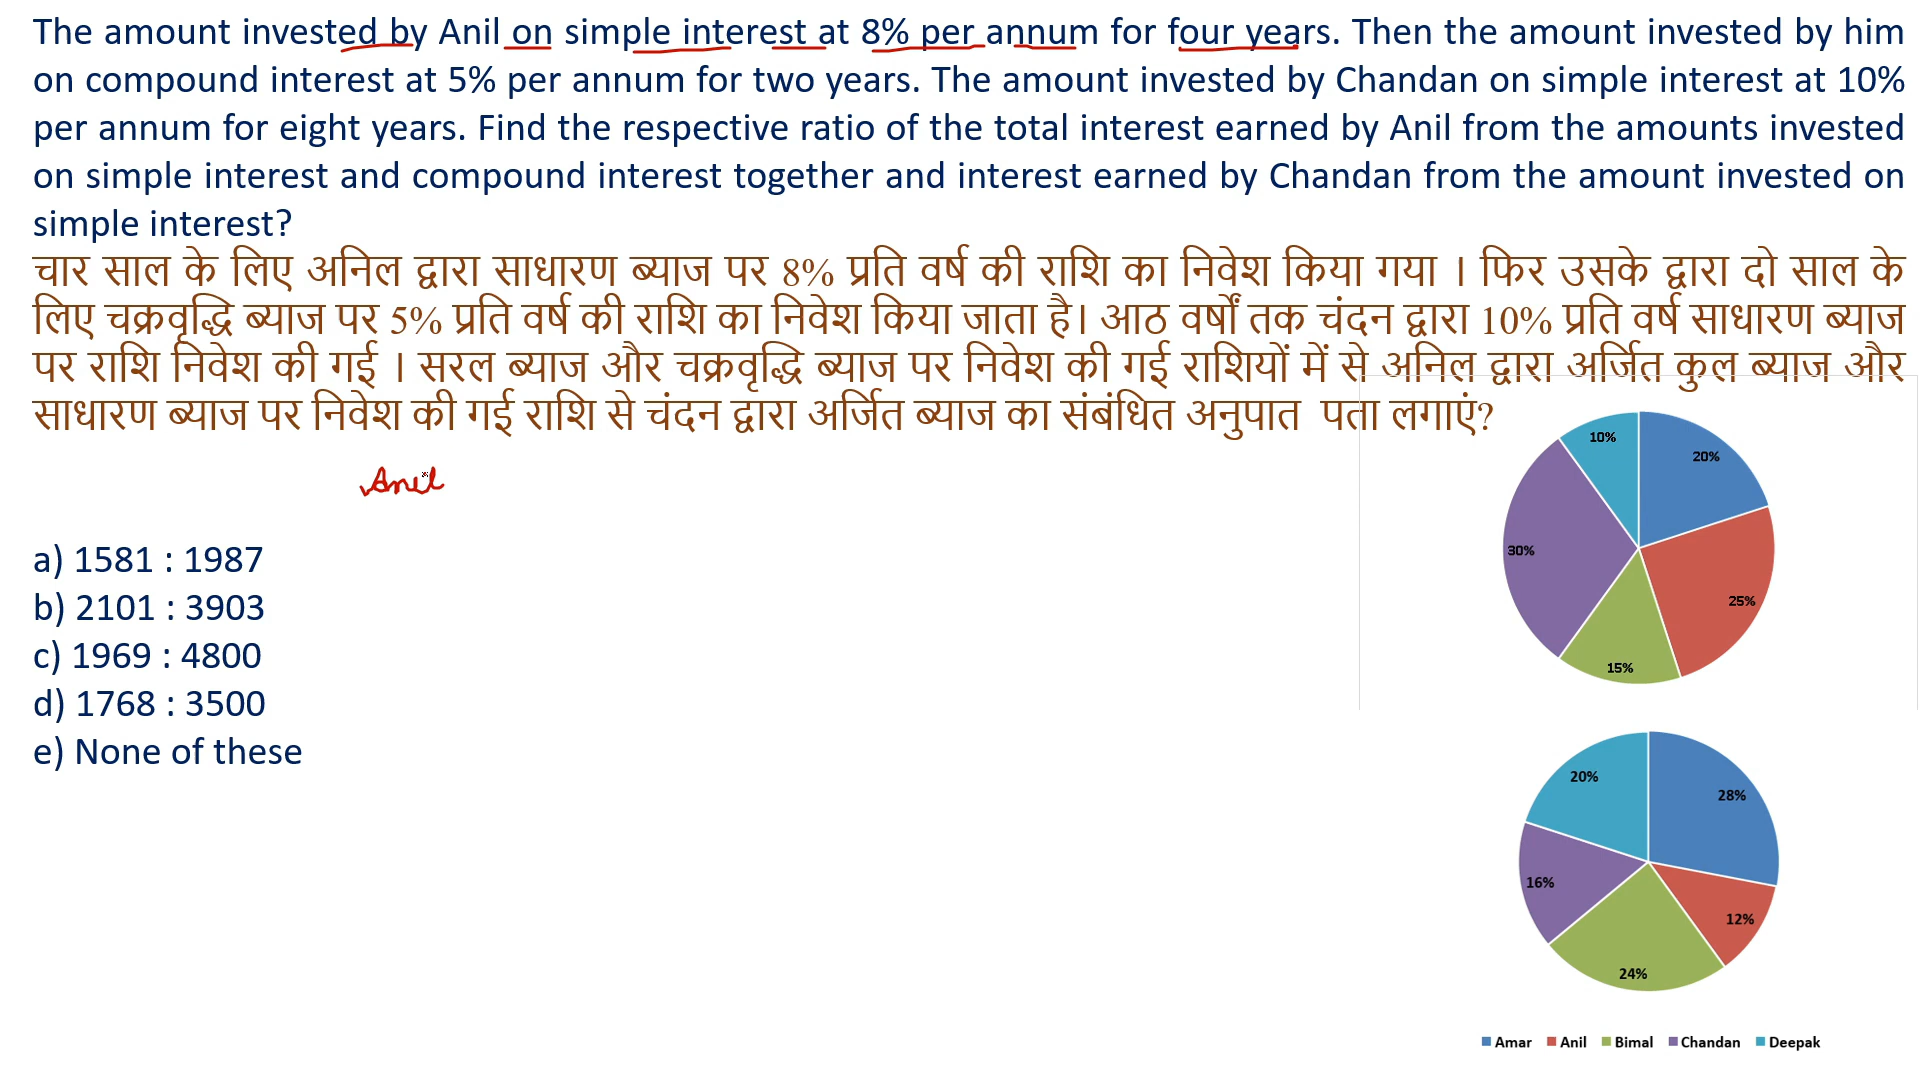 The amount invested by Anil on simple interest at 8% per annum for four years. Then the amount invested by him
on compound interest at 5% per annum for two years. The amount invested by Chandan on simple interest at 10%
per annum for eight years. Find the respective ratio of the total interest earned by Anil from the amounts invested
on simple interest and compound interest together and interest earned by Chandan from the amount invested on
simple interest?
चार साल के लिए अनिल द्वारा साधारण ब्याज पर 8% प्रति वर्ष की राशि का निवेश किया गया । फिर उसके द्वारा दो साल के
लिए चक्रवृद्धि ब्याज पर 5% प्रति वर्ष की राशि का निवेश किया जाता है। आठ वर्षों तक चंदन द्वारा 10% प्रति वर्ष साधारण ब्याज
पर राशि निवेश की गई । सरल ब्याज और चक्रवृद्धि ब्याज पर निवेश की गई राशियों में से अनिल द्वारा अर्जित कुल ब्याज और
साधारण ब्याज पर निवेश की गई राशि से चंदन द्वारा अर्जित ब्याज का संबंधित अनुपात पता लगाएं?
Anil
a) 1581 : 1987
b) 2101 : 3903
c) 1969 : 4800
d) 1768 : 3500
e) None of these
10%
20%
30%
25%
15%
20%
28%
16%
12%
24%
Amar Anil Bimal Chandan Deepak